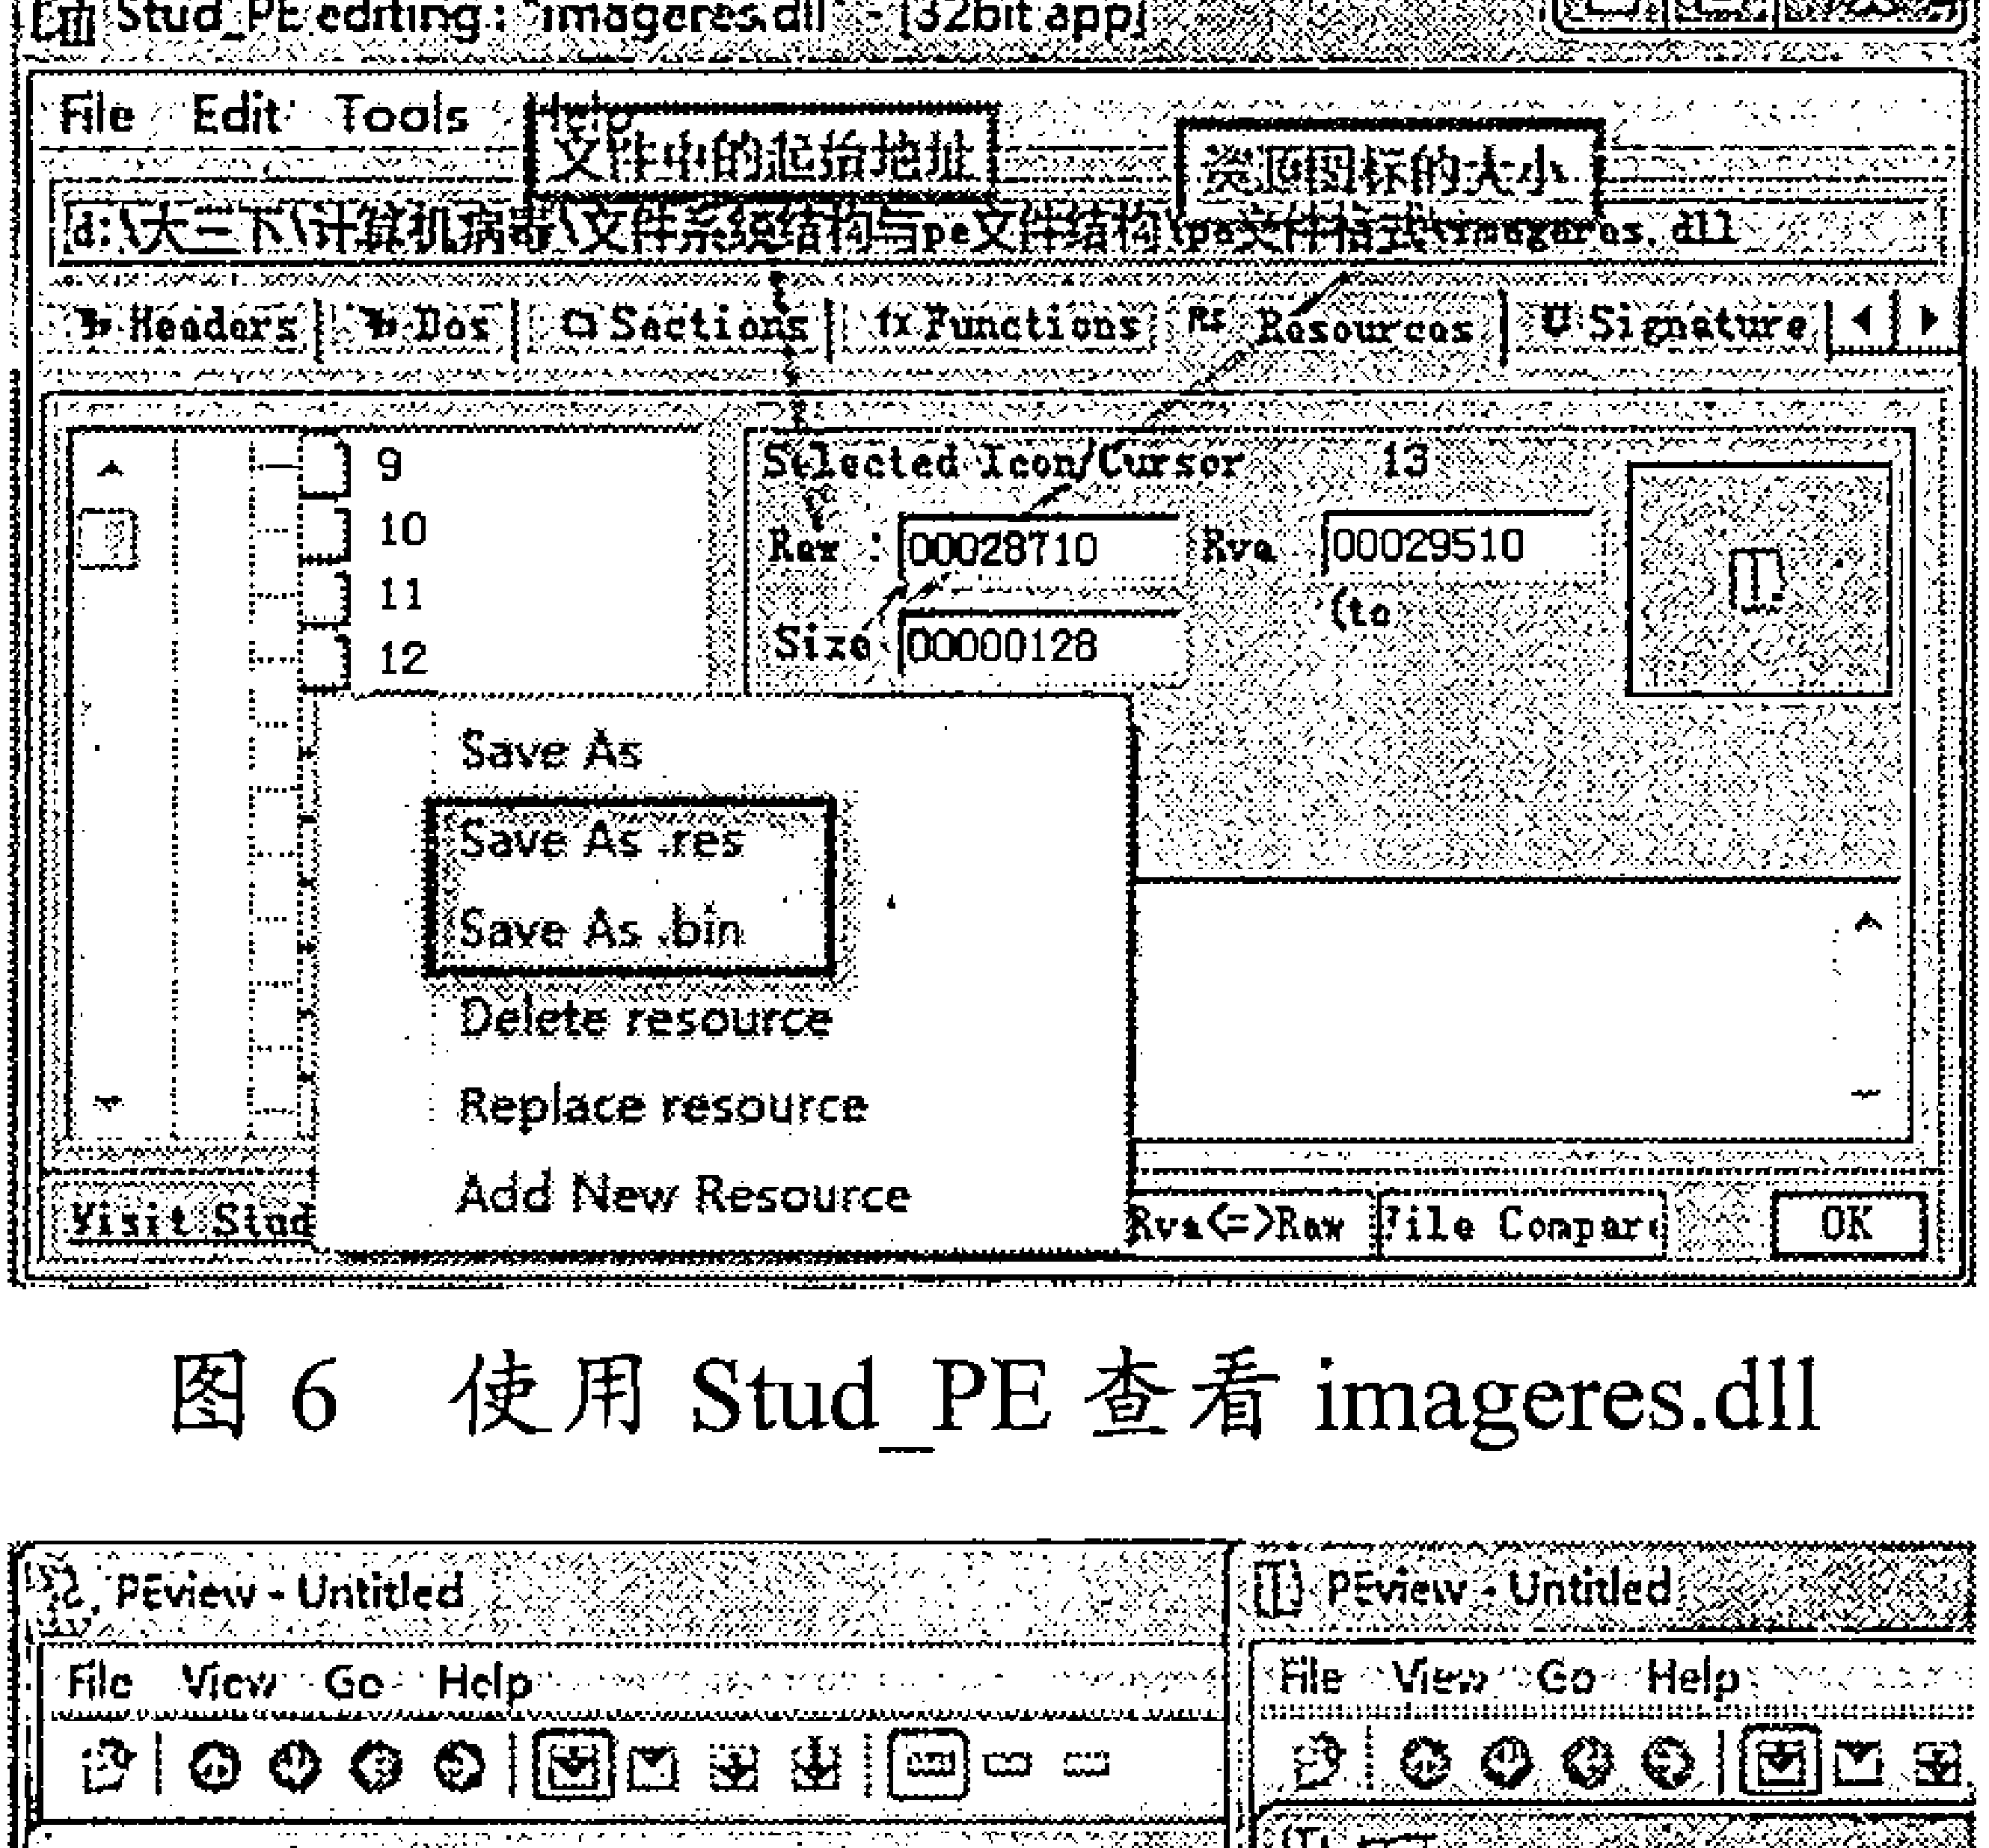 Stud_PE editing : "imageres.dll" - [32bit app]
File Edit Tools Help
文件中的起始地址
资源图标的大小
d:\大三下\计算机病毒\文件系统结构与pe文件结构\pe文件格式\imageres.dll
Headers Dos Sections fx Functions Rs Resources Signature
9
10
11
12
Selected Icon/Cursor 13
Raw : 00028710 Rva 00029510
(to
Size 00000128
Save As
Save As .res
Save As .bin
Delete resource
Replace resource
Add New Resource
Visit Stud
Rva<=>Raw File Compare OK
图 6 使用 Stud_PE 查看 imageres.dll
PEview - Untitled
File View Go Help
PEview - Untitled
File View Go Help